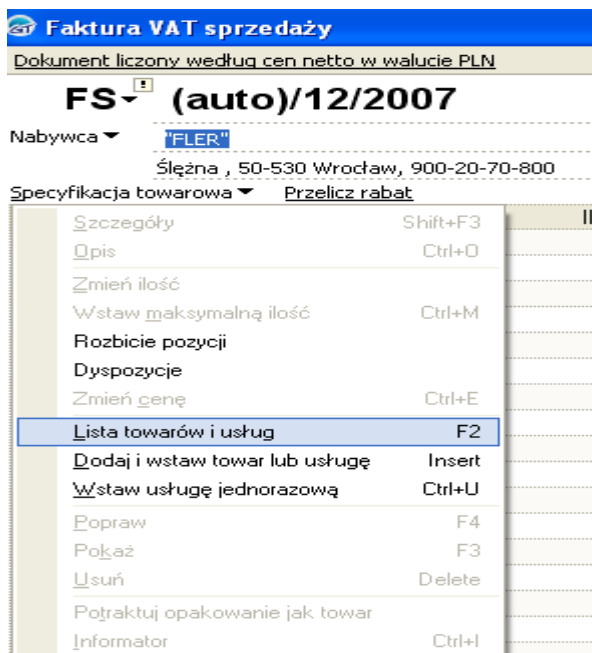 GT Faktura VAT sprzedaży
Dokument liczony według cen netto w walucie PLN
FS (auto)/12/2007
Nabywca "FLER"
Ślężna , 50-530 Wrocław, 900-20-70-800
Specyfikacja towarowa Przelicz rabat
Szczegóły Shift+F3
Opis Ctrl+O
Zmień ilość
Wstaw maksymalną ilość Ctrl+M
Rozbicie pozycji
Dyspozycje
Zmień cenę Ctrl+E
Lista towarów i usług F2
Dodaj i wstaw towar lub usługę Insert
Wstaw usługę jednorazową Ctrl+U
Popraw F4
Pokaż F3
Usuń Delete
Potraktuj opakowanie jak towar
Informator Ctrl+I